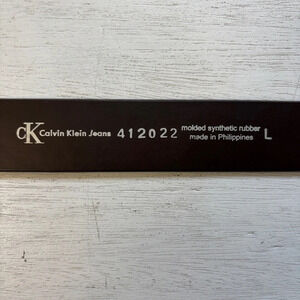 cK Calvin Klein Jeans 412022 molded synthetic rubber L
made in Philippines